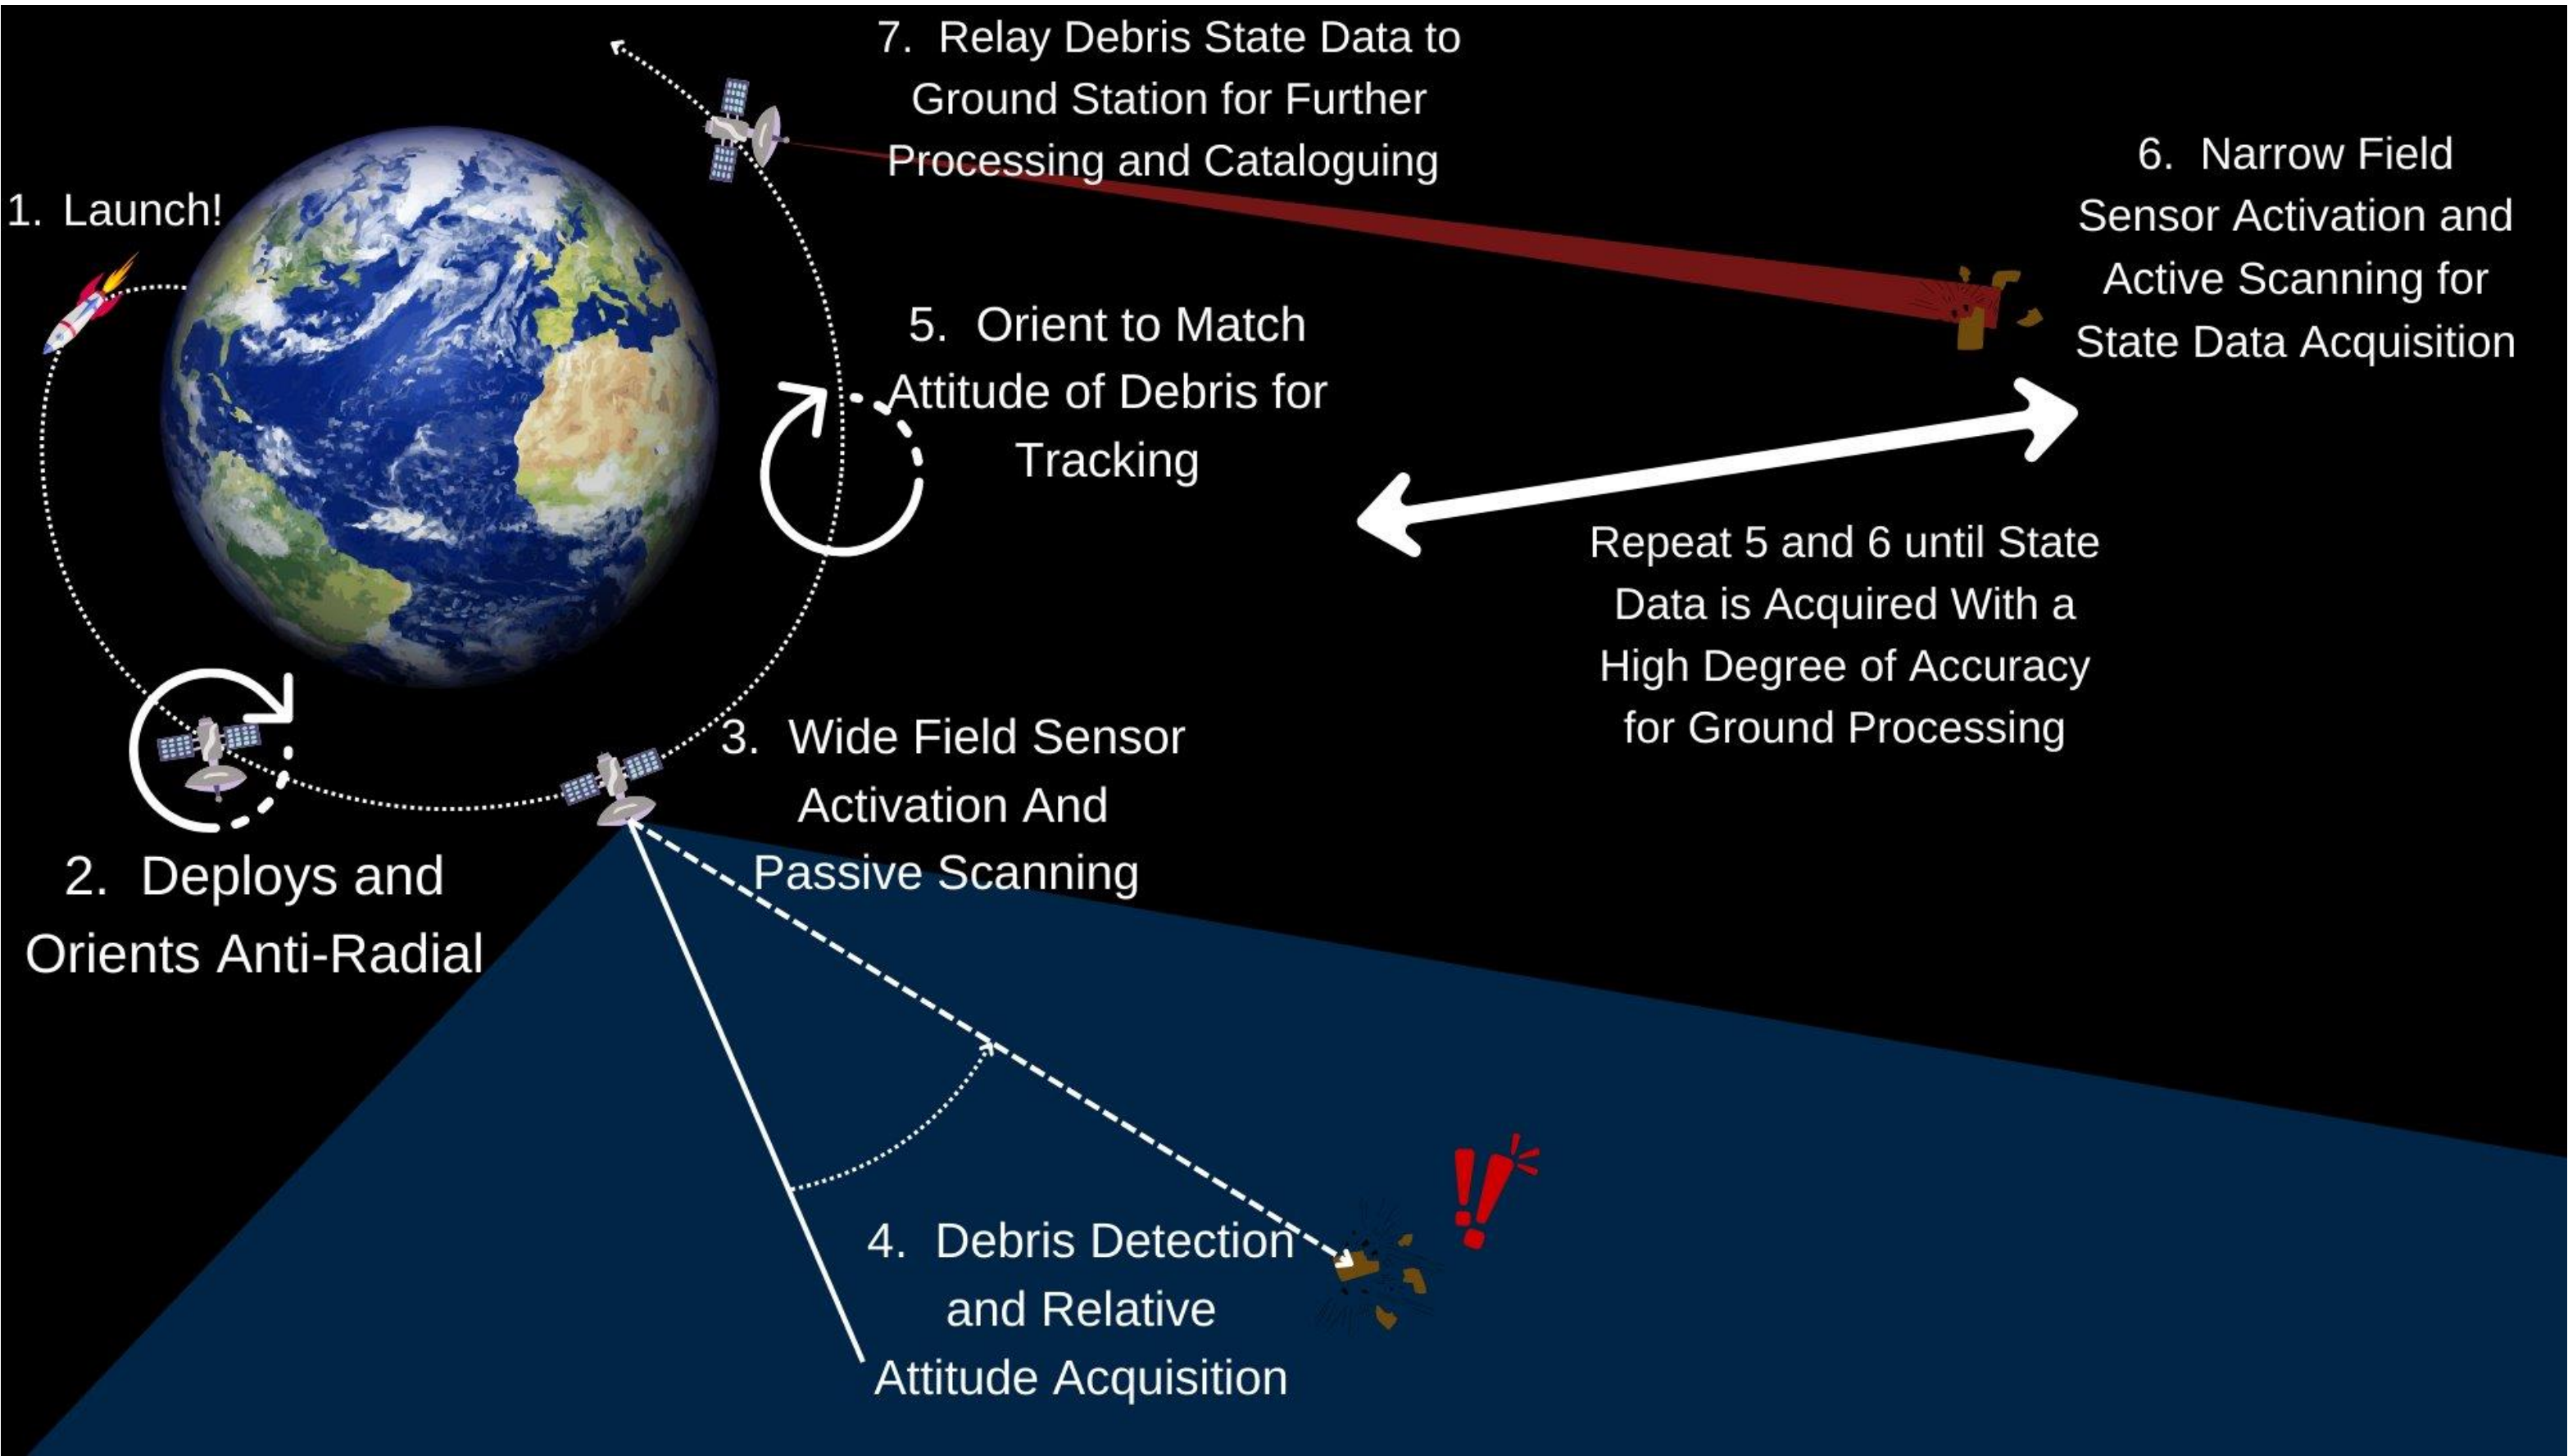 1. Launch!
2. Deploys and
Orients Anti-Radial
3. Wide Field Sensor
Activation And
Passive Scanning
4. Debris Detection
and Relative
Attitude Acquisition
5. Orient to Match
Attitude of Debris for
Tracking
6. Narrow Field
Sensor Activation and
Active Scanning for
State Data Acquisition
Repeat 5 and 6 until State
Data is Acquired With a
High Degree of Accuracy
for Ground Processing
7. Relay Debris State Data to
Ground Station for Further
Processing and Cataloguing